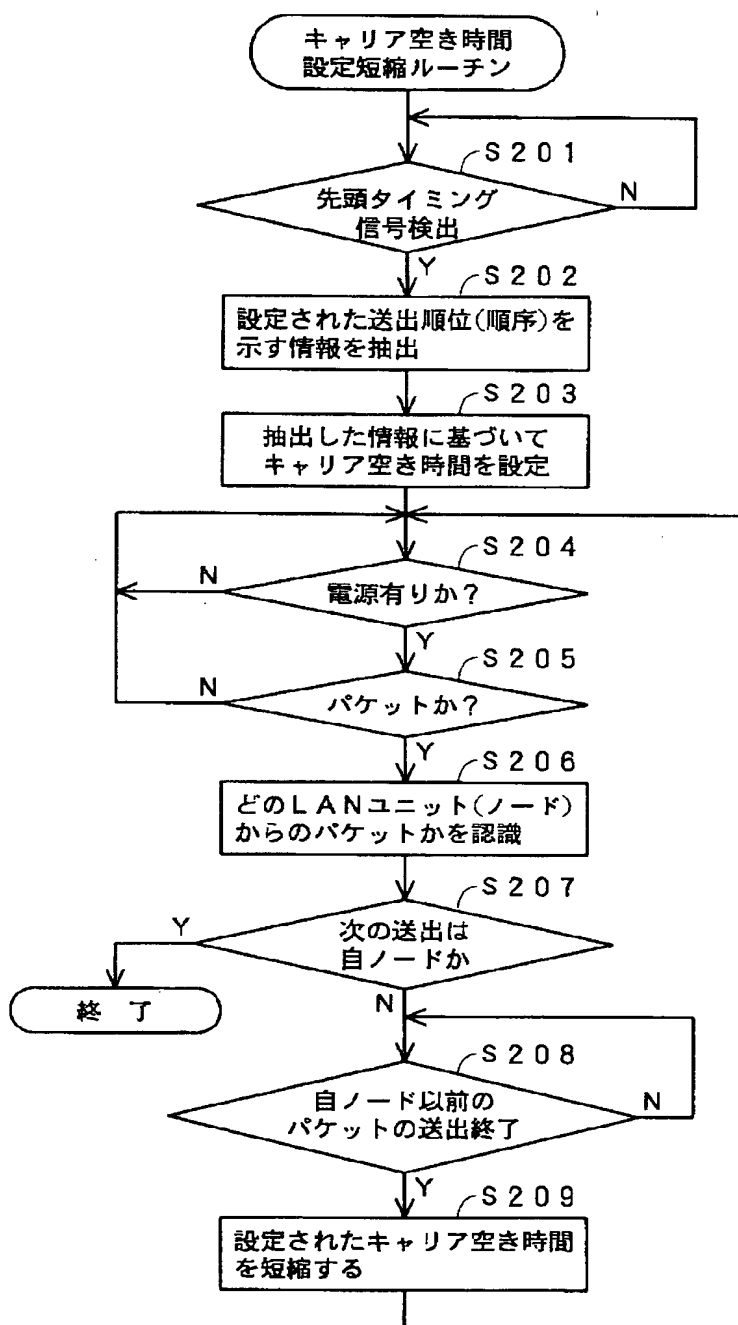 キャリア空き時間
設定短縮ルーチン
S201
先頭タイミング
信号検出
N
Y
S202
設定された送出順位(順序)を
示す情報を抽出
S203
抽出した情報に基づいて
キャリア空き時間を設定
S204
N
電源有りか?
Y
S205
N
パケットか?
Y
S206
どのLANユニット(ノード)
からのパケットかを認識
S207
Y
次の送出は
自ノードか
終 了
N
S208
自ノード以前の
パケットの送出終了
N
Y
S209
設定されたキャリア空き時間
を短縮する